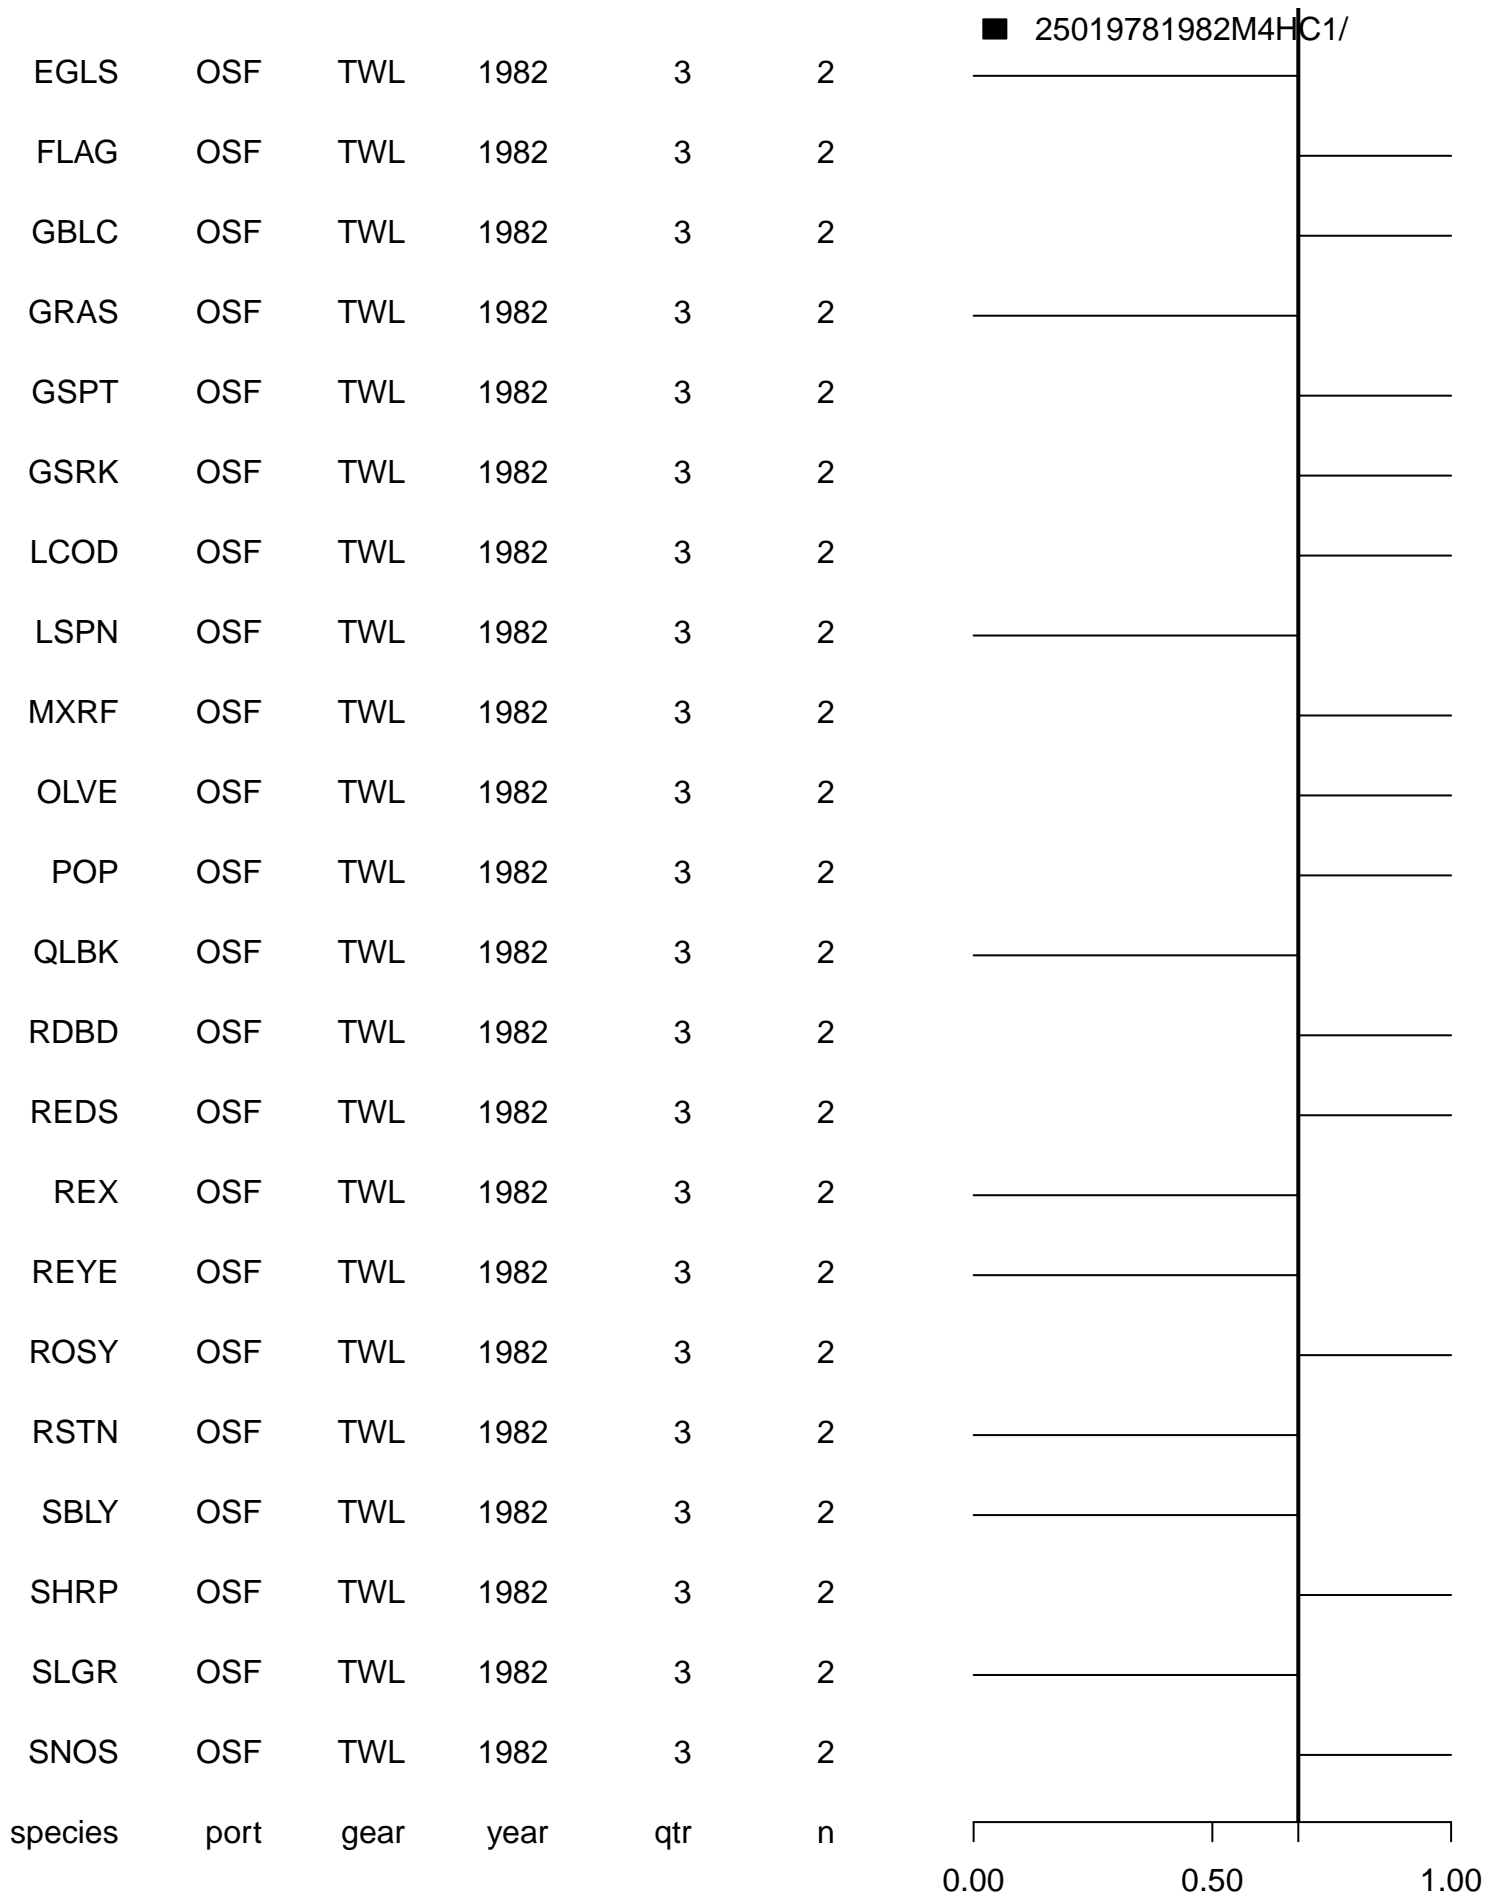 25019781982M4HC1/
EGLS OSF TWL 1982 3 2
FLAG OSF TWL 1982 3 2
GBLC OSF TWL 1982 3 2
GRAS OSF TWL 1982 3 2
GSPT OSF TWL 1982 3 2
GSRK OSF TWL 1982 3 2
LCOD OSF TWL 1982 3 2
LSPN OSF TWL 1982 3 2
MXRF OSF TWL 1982 3 2
OLVE OSF TWL 1982 3 2
POP OSF TWL 1982 3 2
QLBK OSF TWL 1982 3 2
RDBD OSF TWL 1982 3 2
REDS OSF TWL 1982 3 2
REX OSF TWL 1982 3 2
REYE OSF TWL 1982 3 2
ROSY OSF TWL 1982 3 2
RSTN OSF TWL 1982 3 2
SBLY OSF TWL 1982 3 2
SHRP OSF TWL 1982 3 2
SLGR OSF TWL 1982 3 2
SNOS OSF TWL 1982 3 2
species port gear year qtr n
0.00 0.50 1.00